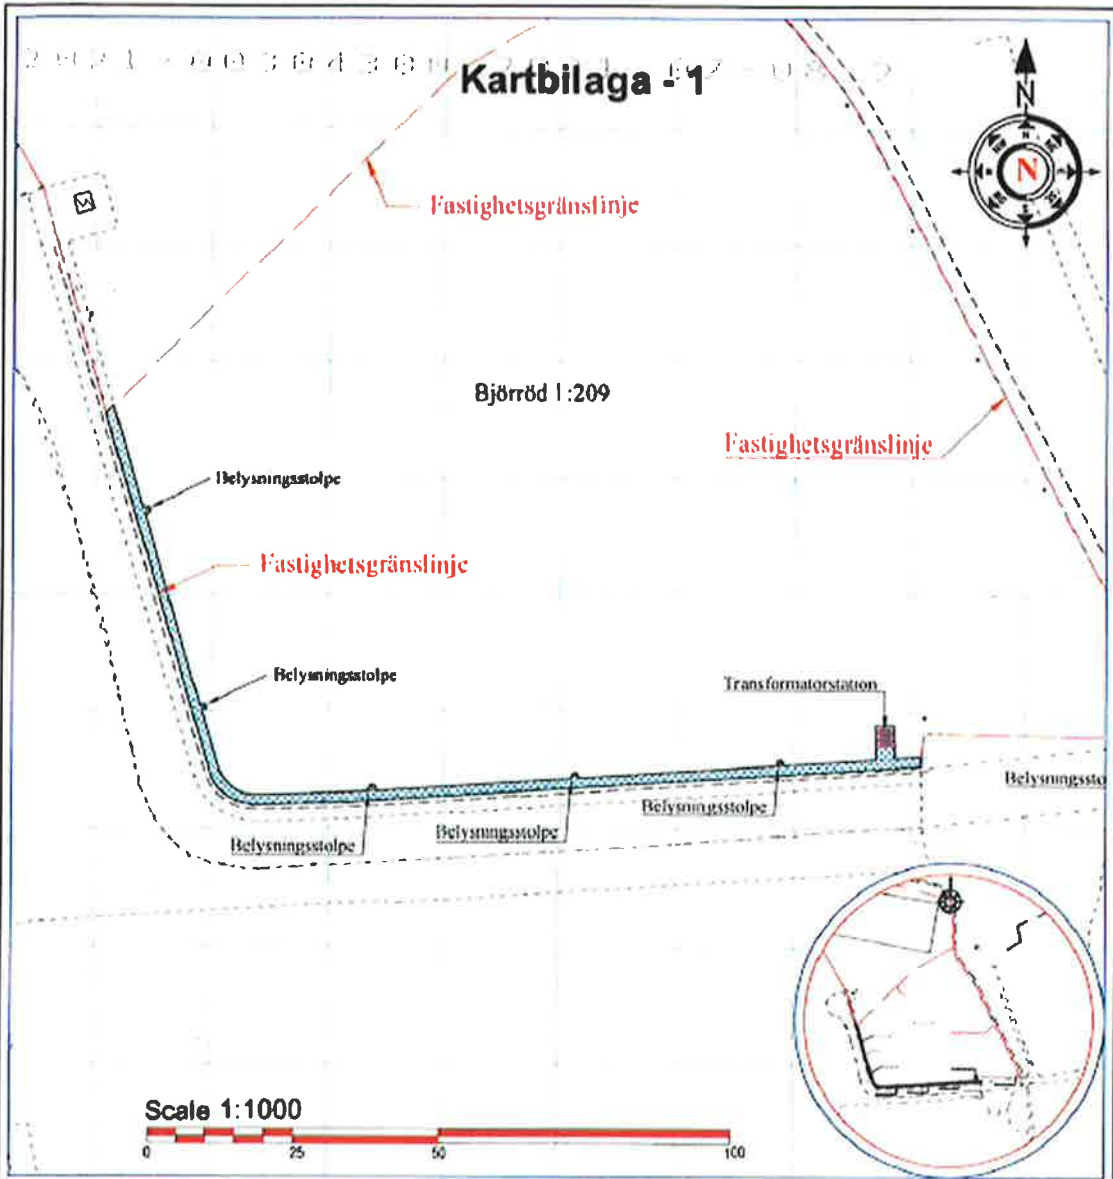 Kartbilaga - 1
N
N
Fastighetsgränslinje
Björröd 1:209
Fastighetsgränslinje
Belysningsstolpe
Fastighetsgränslinje
Belysningsstolpe
Transformatorstation
Belysningssto
Belysningsstolpe
Belysningsstolpe
Belysningsstolpe
Scale 1:1000
0 25 50 100